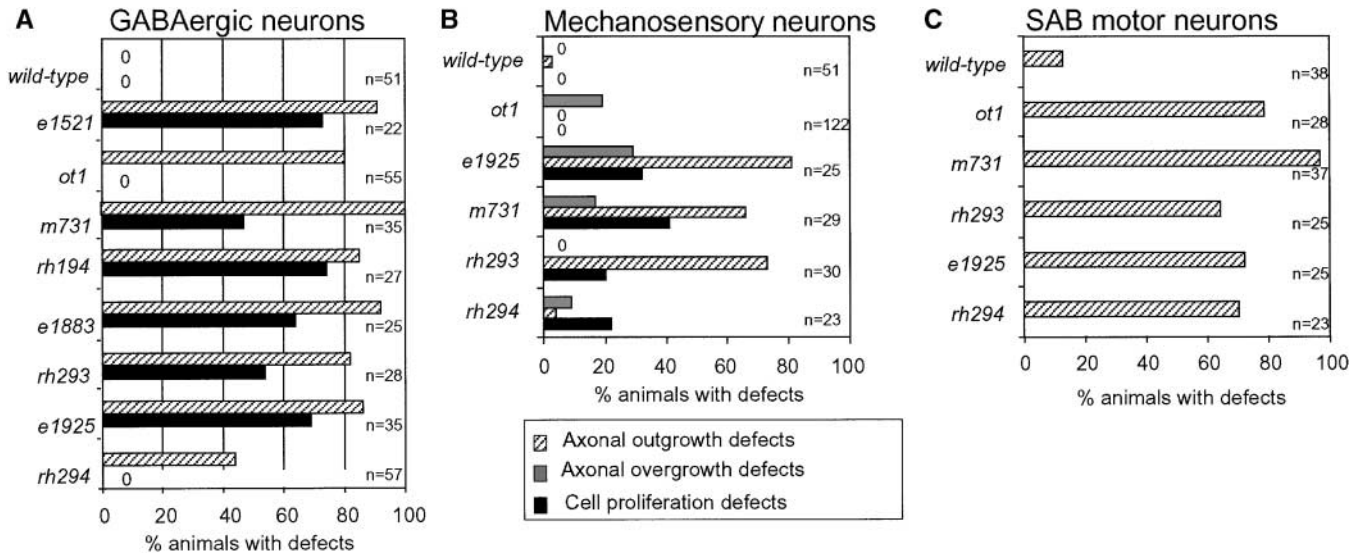 A GABAergic neurons
0
wild-type
0
n=51
e1521
n=22
ot1
0
n=55
m731
n=35
rh194
n=27
e1883
n=25
rh293
n=28
e1925
n=35
rh294
0
n=57
0 20 40 60 80 100
% animals with defects
B Mechanosensory neurons
0
wild-type
0
n=51
ot1
0
0
n=122
e1925
n=25
m731
n=29
0
rh293
n=30
rh294
n=23
0 20 40 60 80 100
% animals with defects
Axonal outgrowth defects
Axonal overgrowth defects
Cell proliferation defects
C SAB motor neurons
wild-type
n=38
ot1
n=28
m731
n=37
rh293
n=25
e1925
n=25
rh294
n=23
0 20 40 60 80 100
% animals with defects